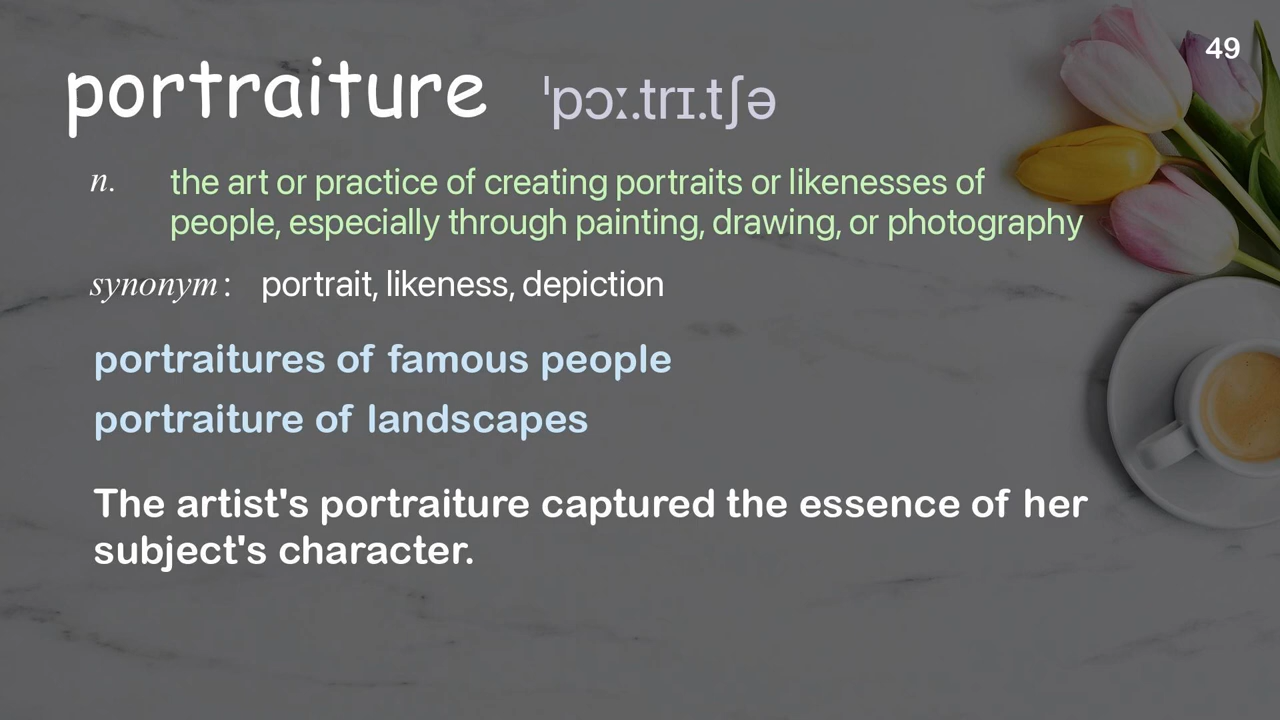 49
portraiture ˈpɔː.trɪ.tʃə
n. the art or practice of creating portraits or likenesses of
people, especially through painting, drawing, or photography
synonym: portrait, likeness, depiction
portraitures of famous people
portraiture of landscapes
The artist's portraiture captured the essence of her
subject's character.